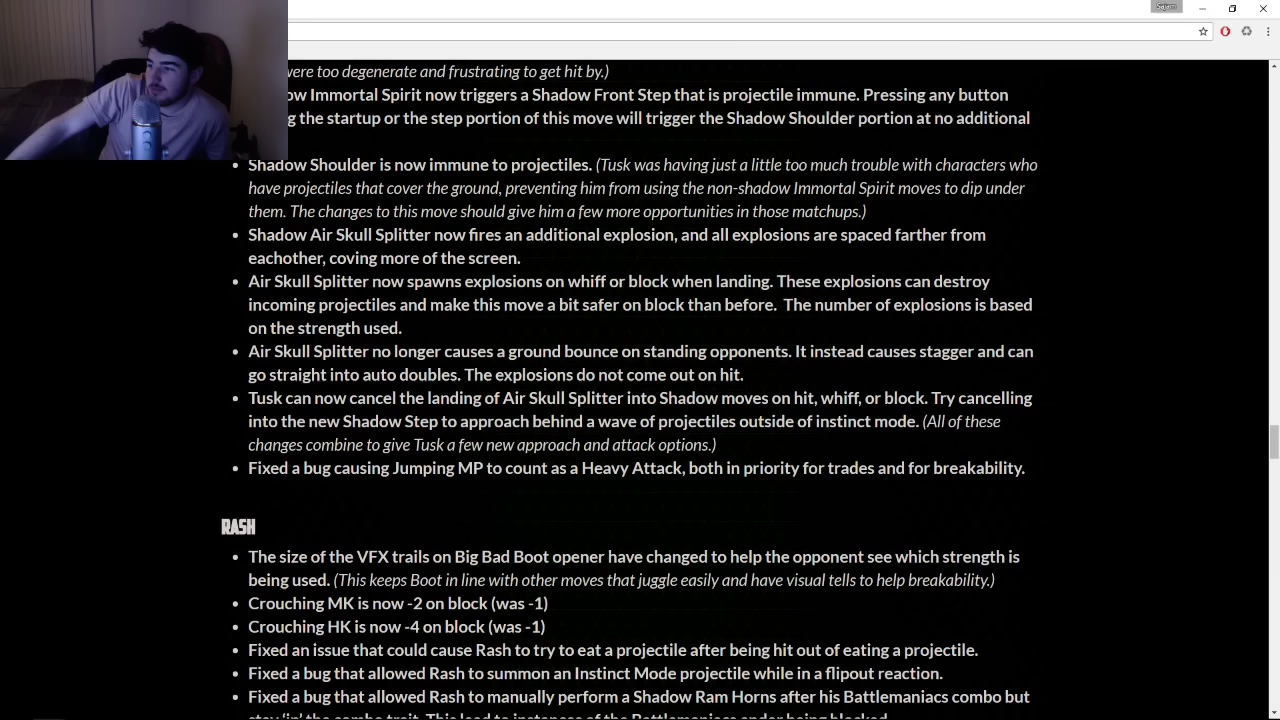 Sajam
were too degenerate and frustrating to get hit by.)
ow Immortal Spirit now triggers a Shadow Front Step that is projectile immune. Pressing any button
g the startup or the step portion of this move will trigger the Shadow Shoulder portion at no additional
Shadow Shoulder is now immune to projectiles. (Tusk was having just a little too much trouble with characters who
have projectiles that cover the ground, preventing him from using the non-shadow Immortal Spirit moves to dip under
them. The changes to this move should give him a few more opportunities in those matchups.)
Shadow Air Skull Splitter now fires an additional explosion, and all explosions are spaced farther from
eachother, coving more of the screen.
Air Skull Splitter now spawns explosions on whiff or block when landing. These explosions can destroy
incoming projectiles and make this move a bit safer on block than before. The number of explosions is based
on the strength used.
Air Skull Splitter no longer causes a ground bounce on standing opponents. It instead causes stagger and can
go straight into auto doubles. The explosions do not come out on hit.
Tusk can now cancel the landing of Air Skull Splitter into Shadow moves on hit, whiff, or block. Try cancelling
into the new Shadow Step to approach behind a wave of projectiles outside of instinct mode. (All of these
changes combine to give Tusk a few new approach and attack options.)
Fixed a bug causing Jumping MP to count as a Heavy Attack, both in priority for trades and for breakability.
RASH
The size of the VFX trails on Big Bad Boot opener have changed to help the opponent see which strength is
being used. (This keeps Boot in line with other moves that juggle easily and have visual tells to help breakability.)
Crouching MK is now -2 on block (was -1)
Crouching HK is now -4 on block (was -1)
Fixed an issue that could cause Rash to try to eat a projectile after being hit out of eating a projectile.
Fixed a bug that allowed Rash to summon an Instinct Mode projectile while in a flipout reaction.
Fixed a bug that allowed Rash to manually perform a Shadow Ram Horns after his Battlemaniacs combo but
stay 'in' the combo trait. This lead to instances of the Battlemaniacs ender being blocked.